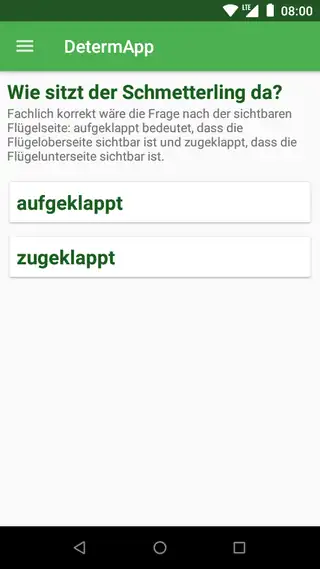 LTE 08:00
DetermApp
Wie sitzt der Schmetterling da?
Fachlich korrekt wäre die Frage nach der sichtbaren
Flügelseite: aufgeklappt bedeutet, dass die
Flügeloberseite sichtbar ist und zugeklappt, dass die
Flügelunterseite sichtbar ist.
aufgeklappt
zugeklappt